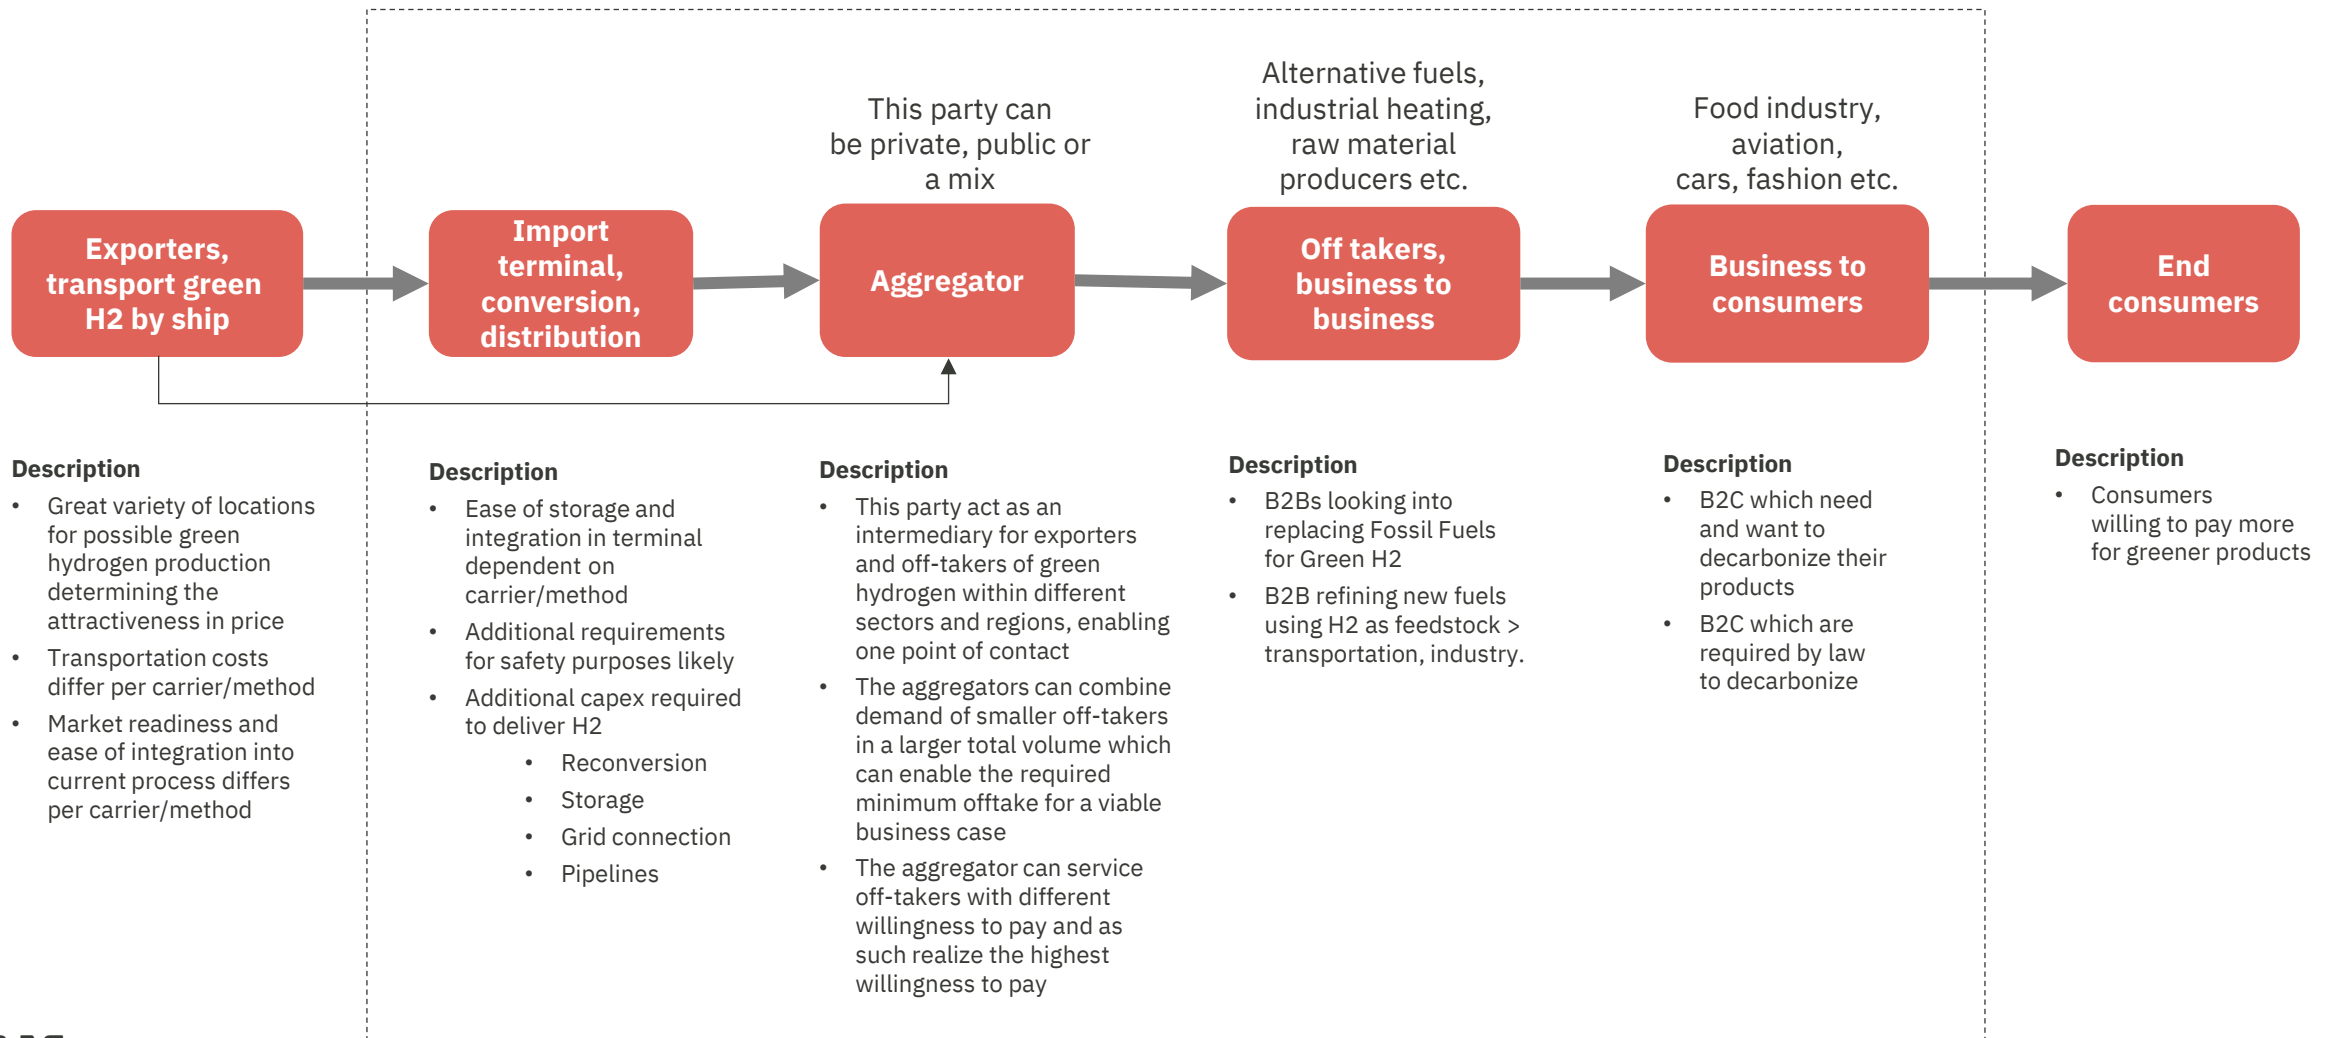 This party can
be private, public or
a mix
Alternative fuels,
industrial heating,
raw material
producers etc.
Food industry,
aviation,
cars, fashion etc.
Exporters,
transport green
H2 by ship
Import
terminal,
conversion,
distribution
Aggregator
Off takers,
business to
business
Business to
consumers
End
consumers
Description
• Great variety of locations
for possible green
hydrogen production
determining the
attractiveness in price
• Transportation costs
differ per carrier/method
• Market readiness and
ease of integration into
current process differs
per carrier/method
Description
• Ease of storage and
integration in terminal
dependent on
carrier/method
• Additional requirements
for safety purposes likely
• Additional capex required
to deliver H2
• Reconversion
• Storage
• Grid connection
• Pipelines
Description
• This party act as an
intermediary for exporters
and off-takers of green
hydrogen within different
sectors and regions, enabling
one point of contact
• The aggregators can combine
demand of smaller off-takers
in a larger total volume which
can enable the required
minimum offtake for a viable
business case
• The aggregator can service
off-takers with different
willingness to pay and as
such realize the highest
willingness to pay
Description
• B2Bs looking into
replacing Fossil Fuels
for Green H2
• B2B refining new fuels
using H2 as feedstock >
transportation, industry.
Description
• B2C which need
and want to
decarbonize their
products
• B2C which are
required by law
to decarbonize
Description
• Consumers
willing to pay more
for greener products